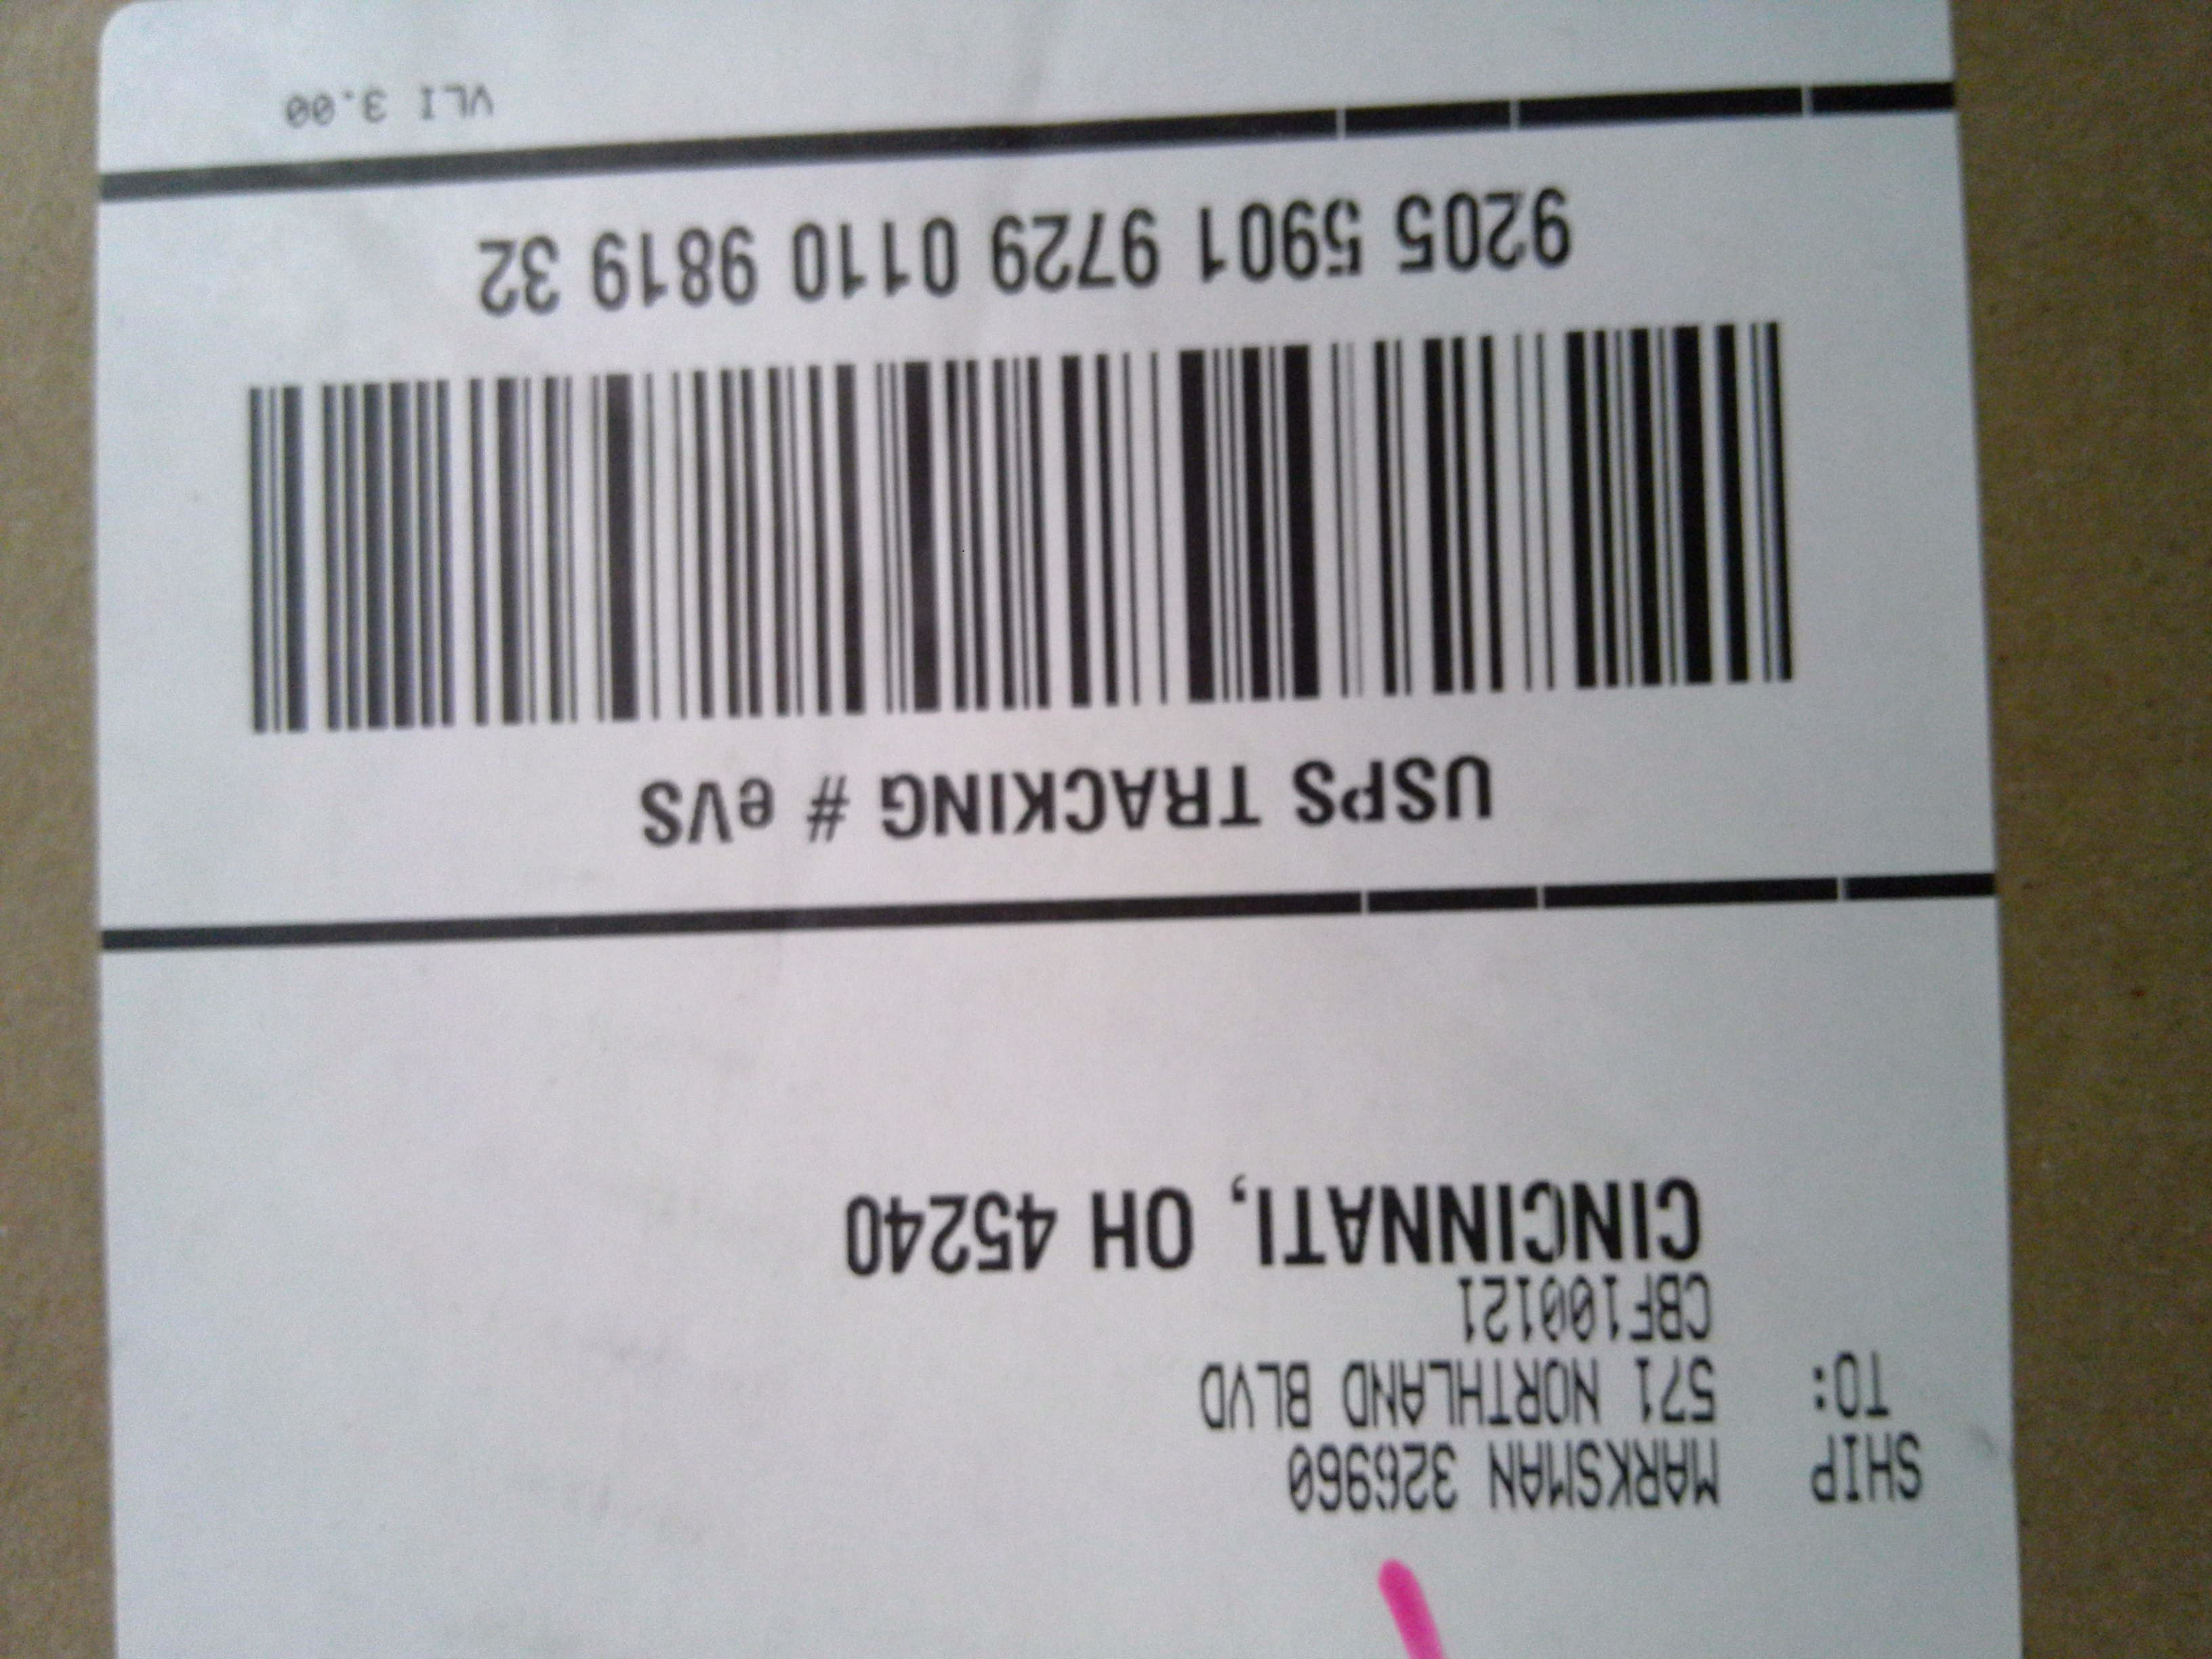 SHIP MARKSMAN 326960
TO: 571 NORTHLAND BLVD
CBF100121
CINCINNATI, OH 45240
USPS TRACKING # eVS
9205 5901 9729 0110 9819 32
VLI 3.00